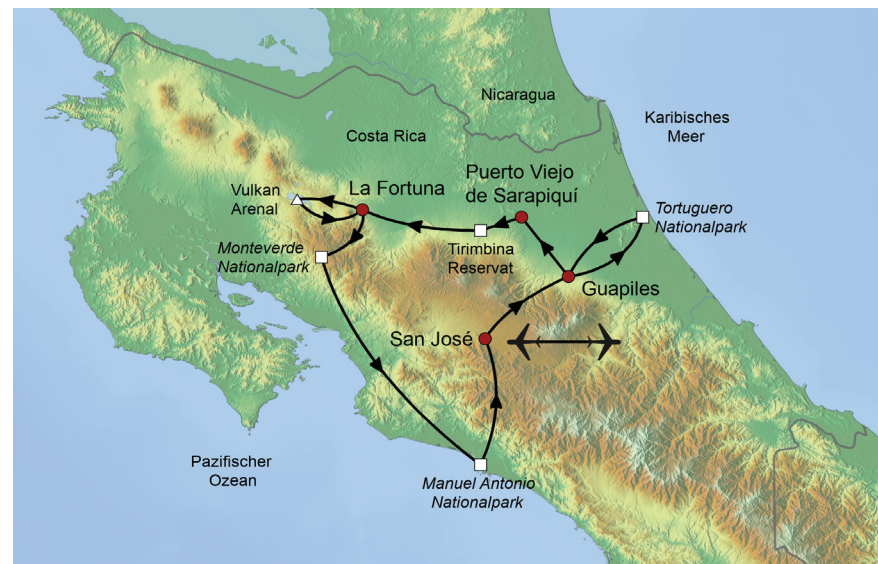 Nicaragua
Karibisches
Meer
Costa Rica
Puerto Viejo
de Sarapiquí
La Fortuna
Vulkan
Arenal
Tortuguero
Nationalpark
Monteverde
Nationalpark
Tirimbina
Reservat
Guapiles
San José
Pazifischer
Ozean
Manuel Antonio
Nationalpark